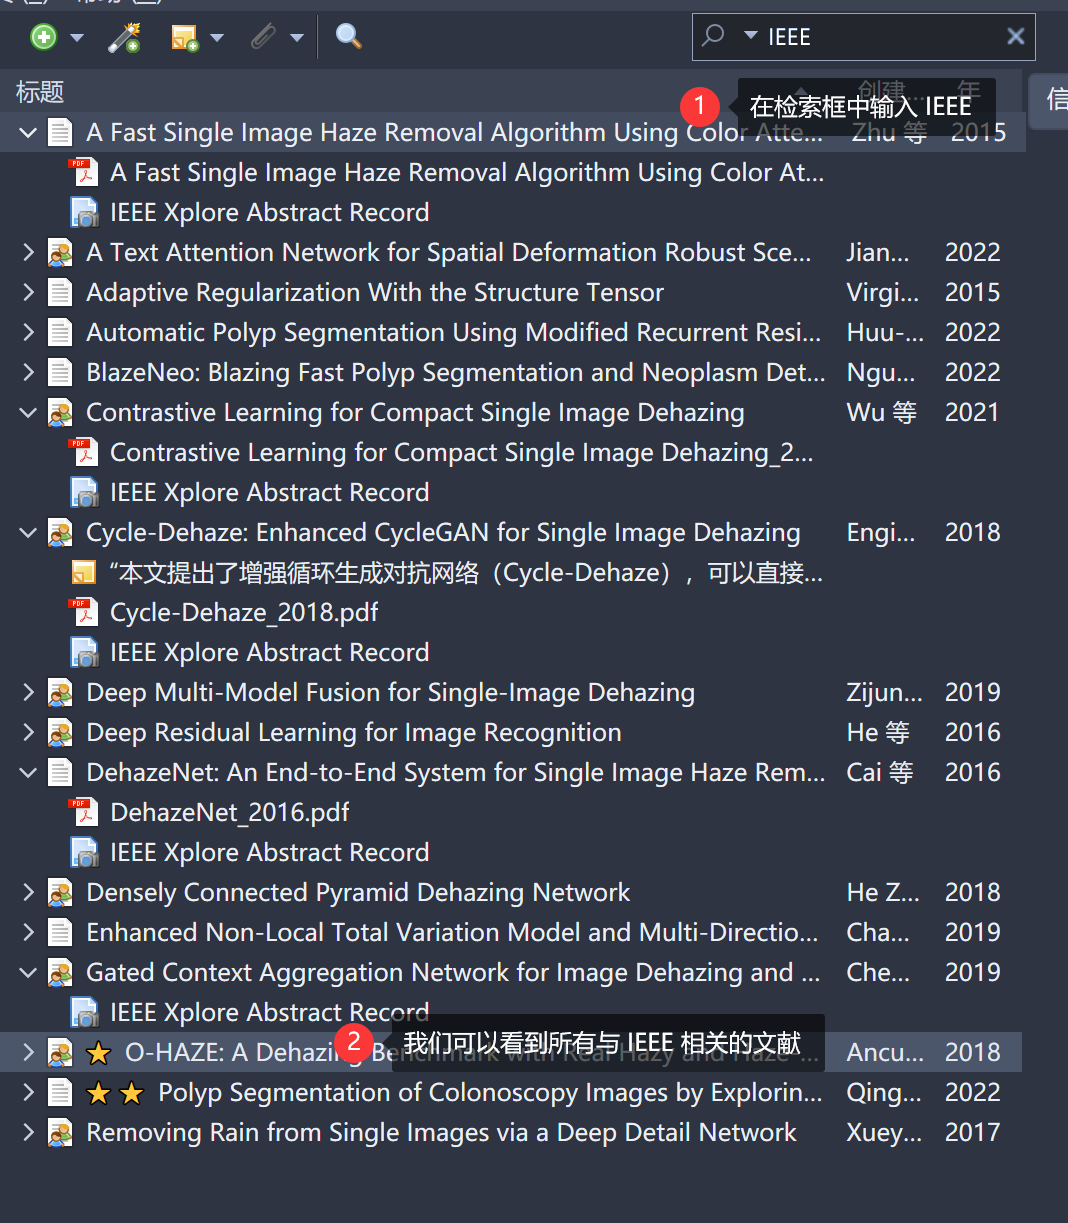 IEEE
标题 创建... 年
1 在检索框中输入 IEEE
A Fast Single Image Haze Removal Algorithm Using Color Atte... Zhu 等 2015
A Fast Single Image Haze Removal Algorithm Using Color At...
IEEE Xplore Abstract Record
A Text Attention Network for Spatial Deformation Robust Sce... Jian... 2022
Adaptive Regularization With the Structure Tensor Virgi... 2015
Automatic Polyp Segmentation Using Modified Recurrent Resi... Huu-... 2022
BlazeNeo: Blazing Fast Polyp Segmentation and Neoplasm Det... Ngu... 2022
Contrastive Learning for Compact Single Image Dehazing Wu 等 2021
Contrastive Learning for Compact Single Image Dehazing_2...
IEEE Xplore Abstract Record
Cycle-Dehaze: Enhanced CycleGAN for Single Image Dehazing Engi... 2018
“本文提出了增强循环生成对抗网络（Cycle-Dehaze），可以直接...
Cycle-Dehaze_2018.pdf
IEEE Xplore Abstract Record
Deep Multi-Model Fusion for Single-Image Dehazing Zijun... 2019
Deep Residual Learning for Image Recognition He 等 2016
DehazeNet: An End-to-End System for Single Image Haze Rem... Cai 等 2016
DehazeNet_2016.pdf
IEEE Xplore Abstract Record
Densely Connected Pyramid Dehazing Network He Z... 2018
Enhanced Non-Local Total Variation Model and Multi-Directio... Cha... 2019
Gated Context Aggregation Network for Image Dehazing and ... Che... 2019
IEEE Xplore Abstract Record
2 我们可以看到所有与 IEEE 相关的文献
O-HAZE: A Dehazing Benchmark with Real Hazy and Haze-... Ancu... 2018
Polyp Segmentation of Colonoscopy Images by Explorin... Qing... 2022
Removing Rain from Single Images via a Deep Detail Network Xuey... 2017